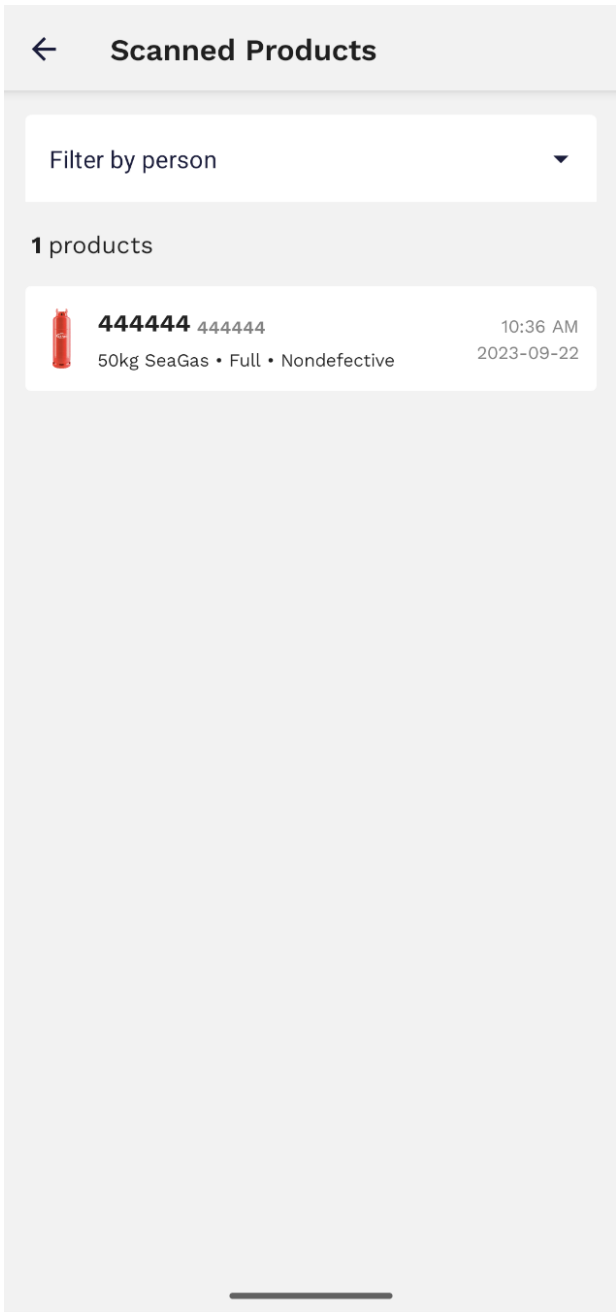 Scanned Products
Filter by person
1 products
444444 444444
10:36 AM
50kg SeaGas • Full • Nondefective
2023-09-22